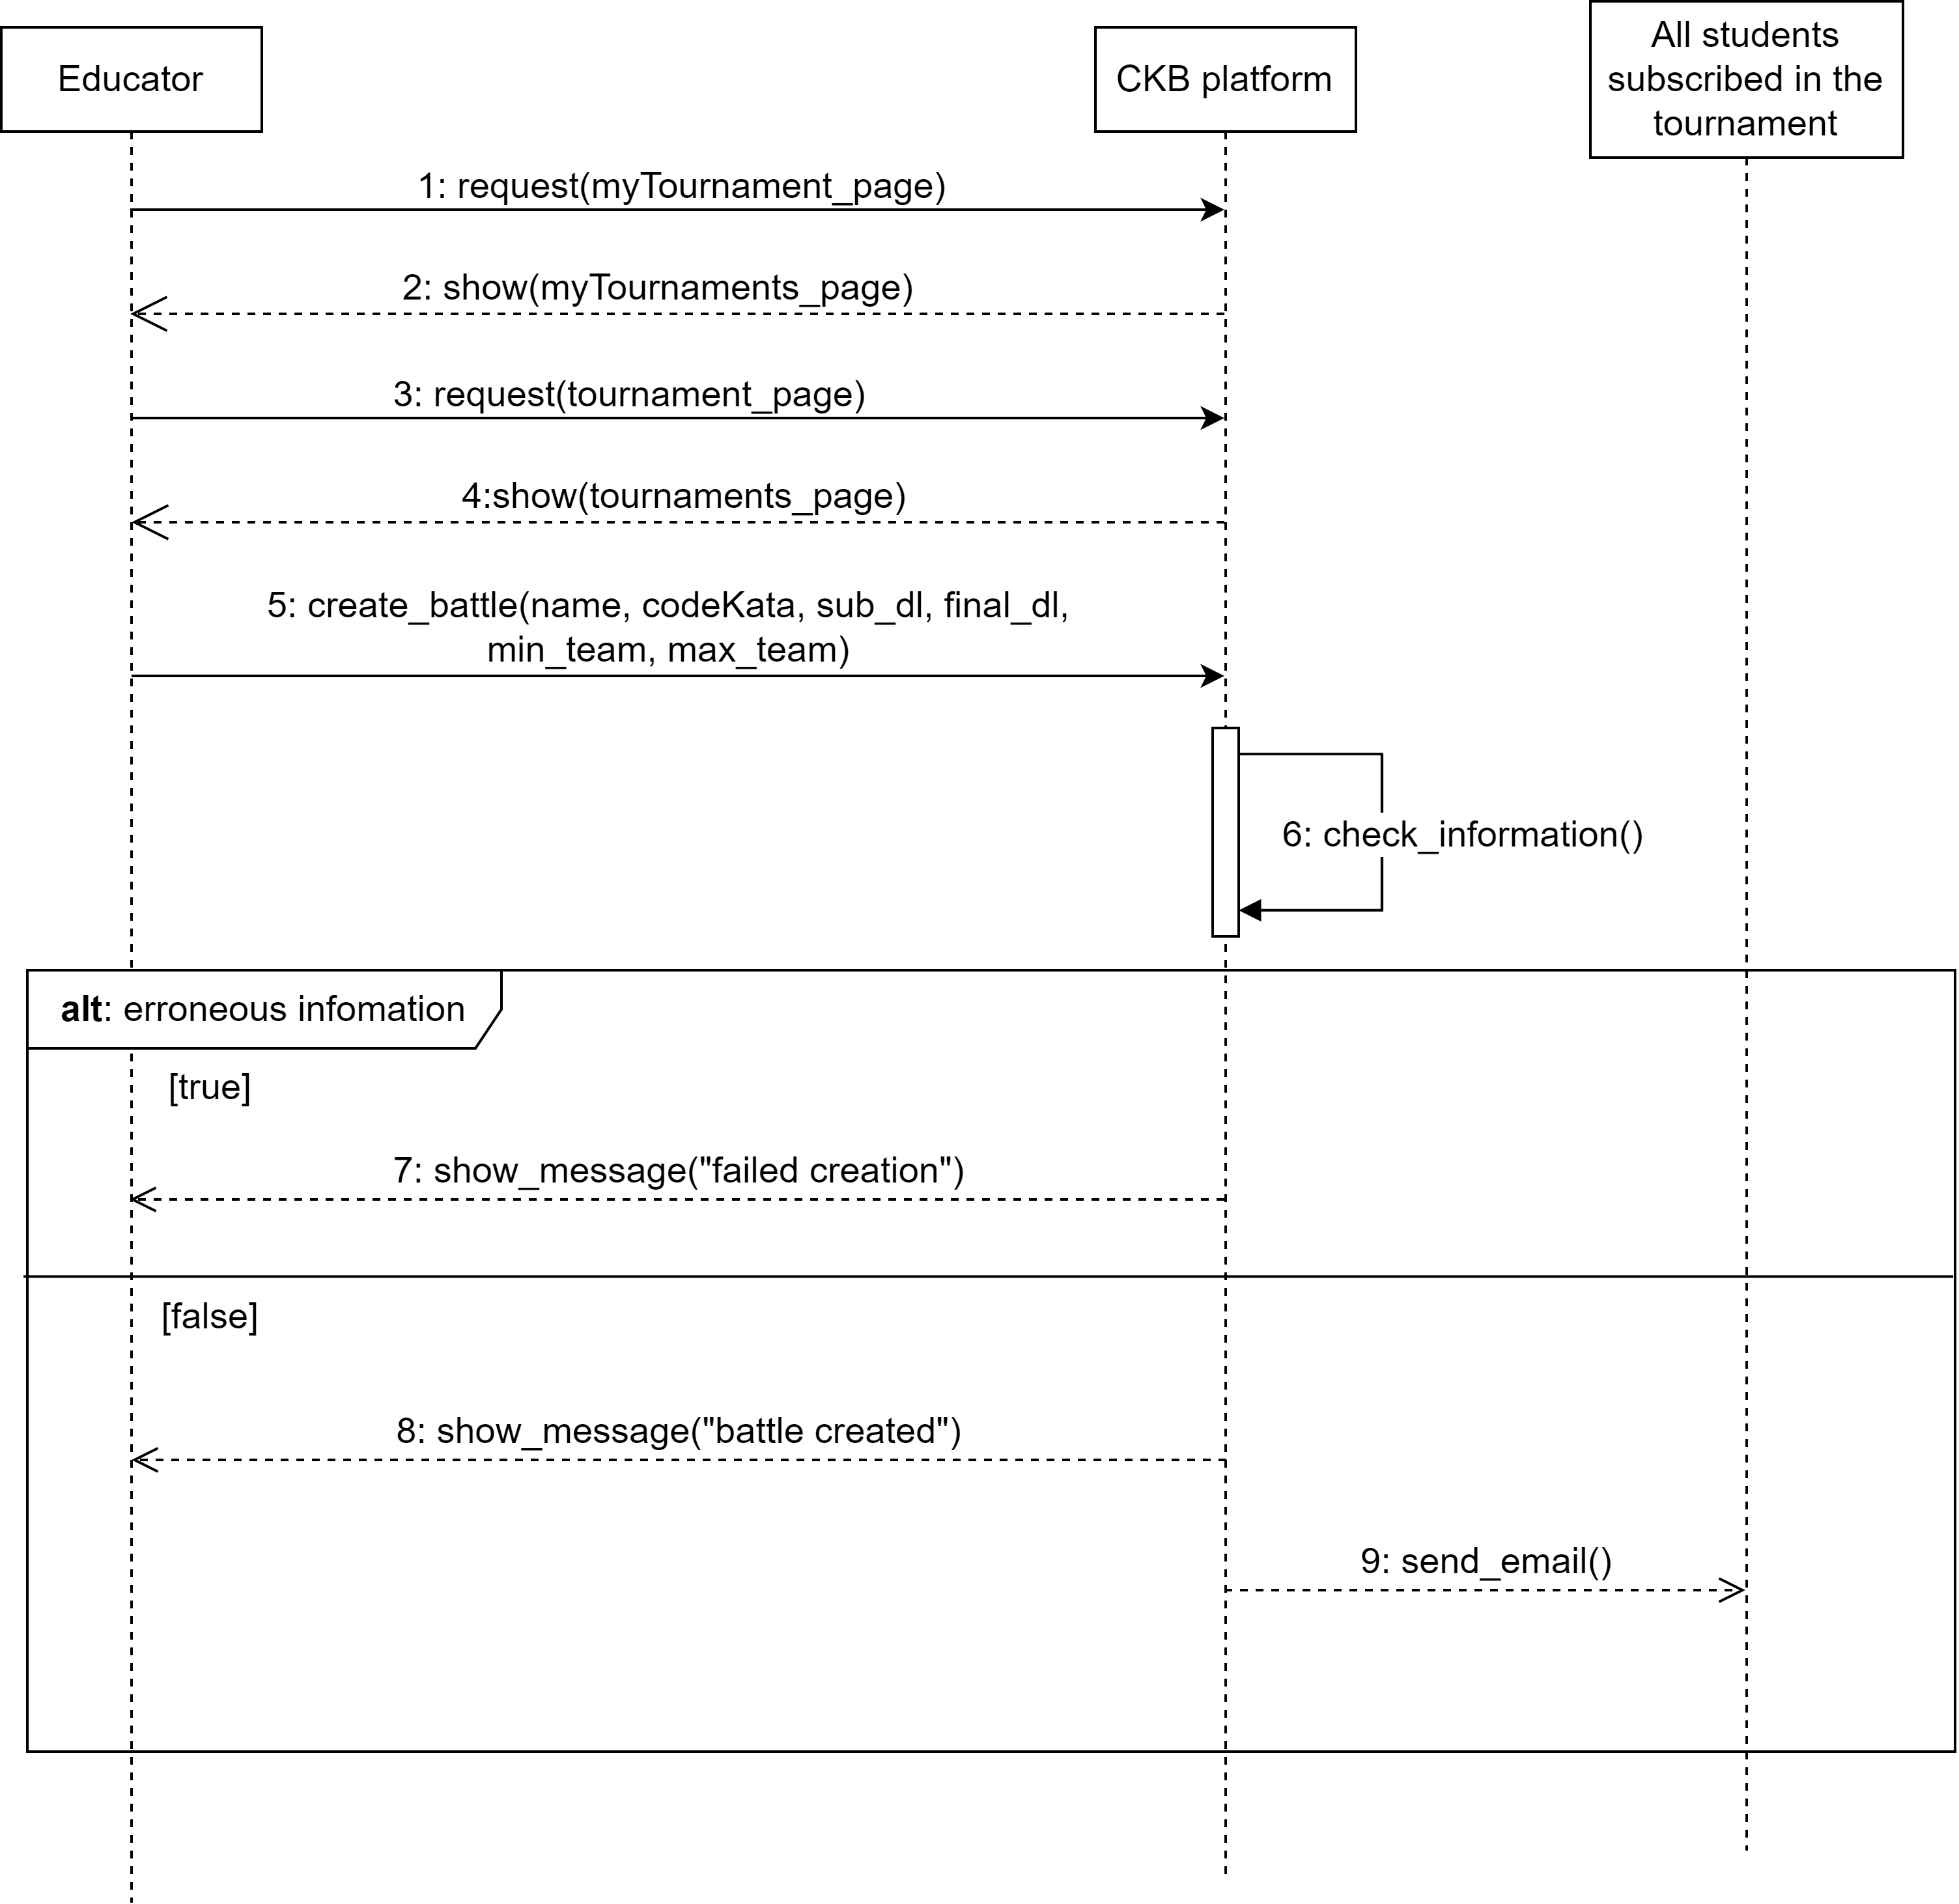 Educator
CKB platform
All students
subscribed in the
tournament
1: request(myTournament_page)
2: show(myTournaments_page)
3: request(tournament_page)
4:show(tournaments_page)
5: create_battle(name, codeKata, sub_dl, final_dl,
min_team, max_team)
6: check_information()
alt: erroneous infomation
[true]
7: show_message("failed creation")
[false]
8: show_message("battle created")
9: send_email()